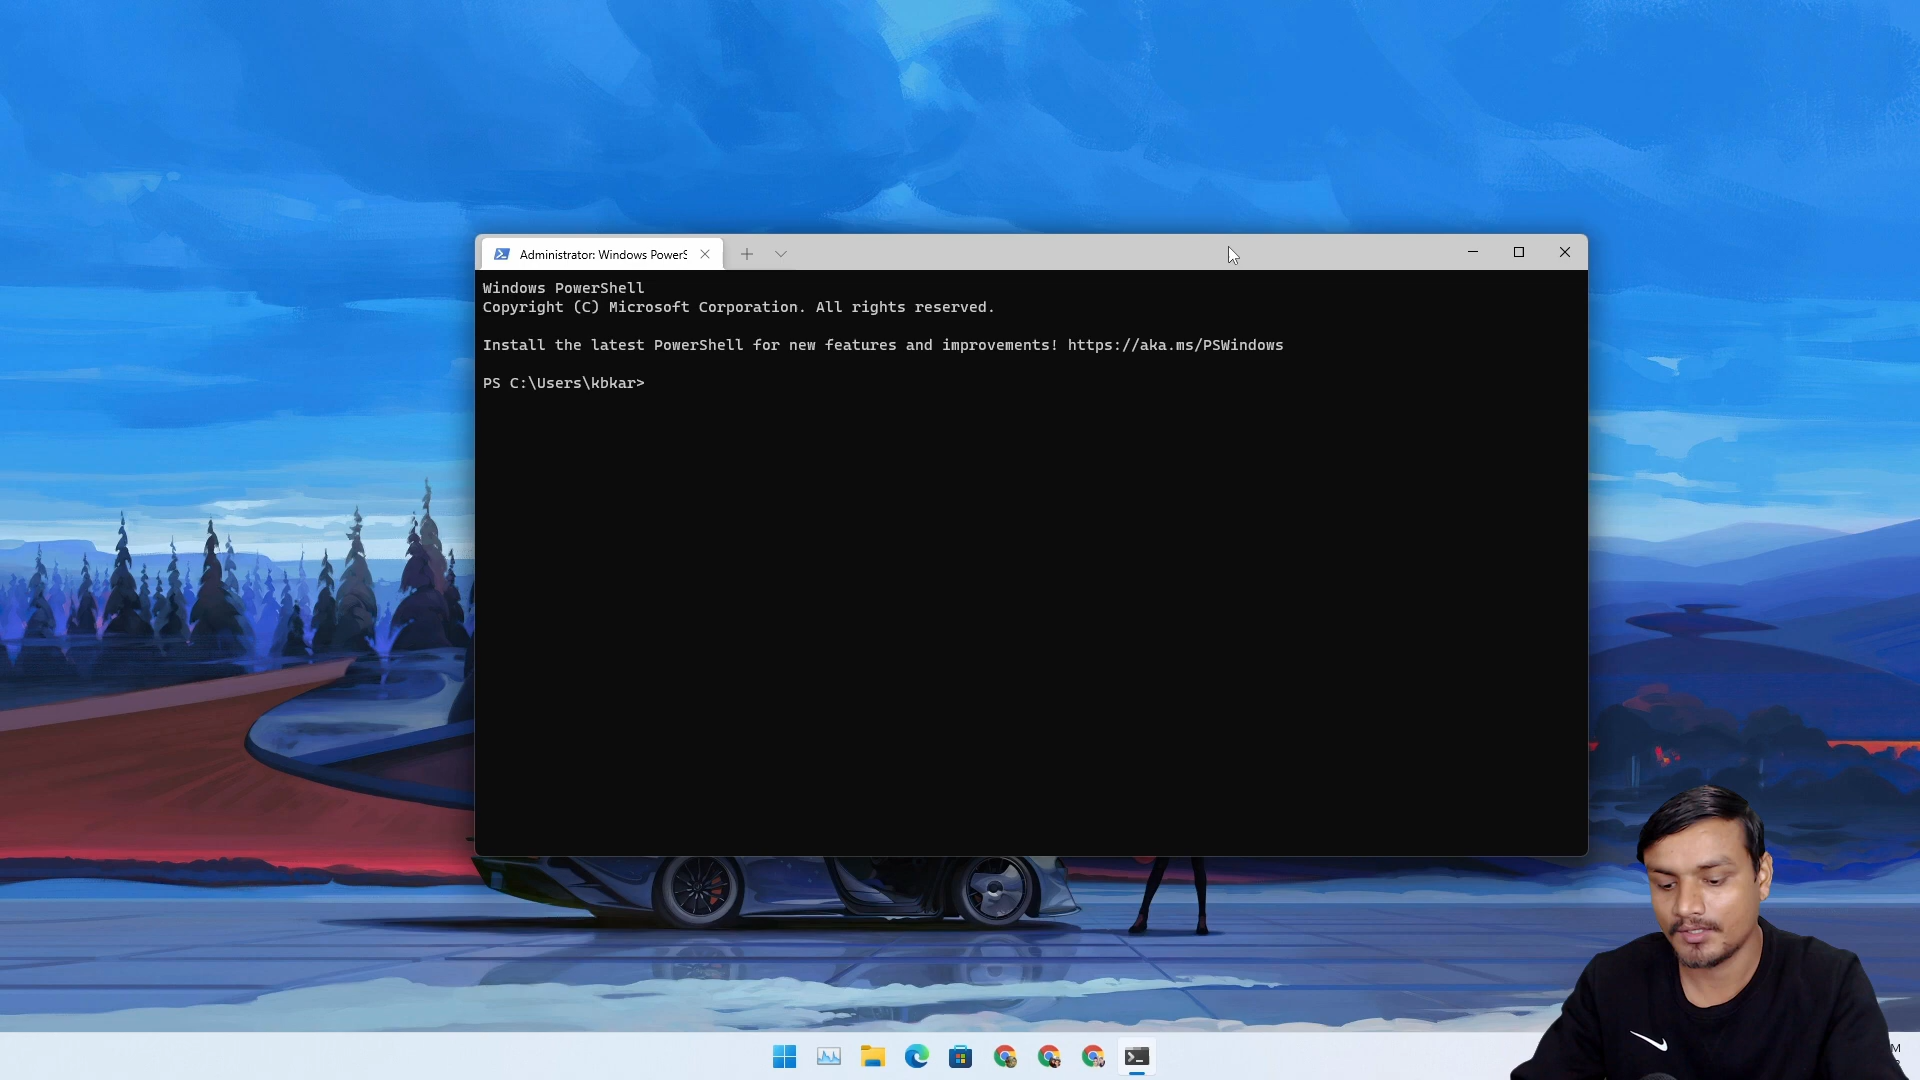 Administrator: Windows PowerS
Windows PowerShell
Copyright (C) Microsoft Corporation. All rights reserved.
Install the latest PowerShell for new features and improvements! https://aka.ms/PSWindows
PS C:\Users\kbkar>
M